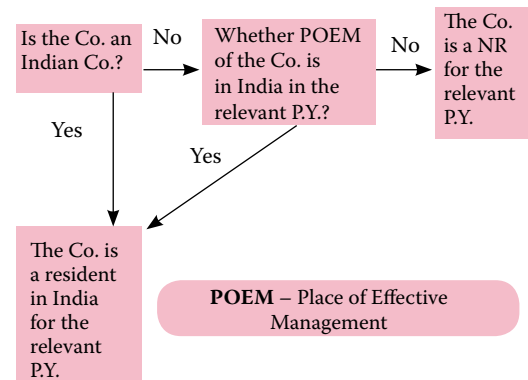 Is the Co. an
Indian Co.?
No
Whether POEM
of the Co. is
in India in the
relevant P.Y.?
No
The Co.
is a NR
for the
relevant
P.Y.
Yes
Yes
The Co. is
a resident
in India
for the
relevant
P.Y.
POEM – Place of Effective
Management